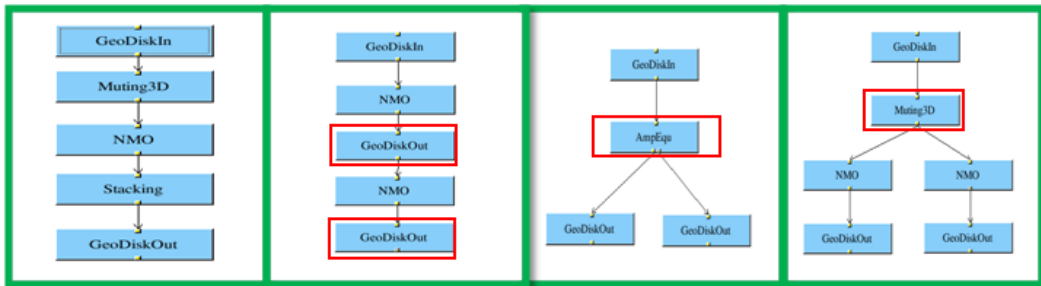 GeoDiskIn
Muting3D
NMO
Stacking
GeoDiskOut
GeoDiskIn
NMO
GeoDiskOut
NMO
GeoDiskOut
GeoDiskIn
AmpEqu
GeoDiskOut GeoDiskOut
GeoDiskIn
Muting3D
NMO NMO
GeoDiskOut GeoDiskOut